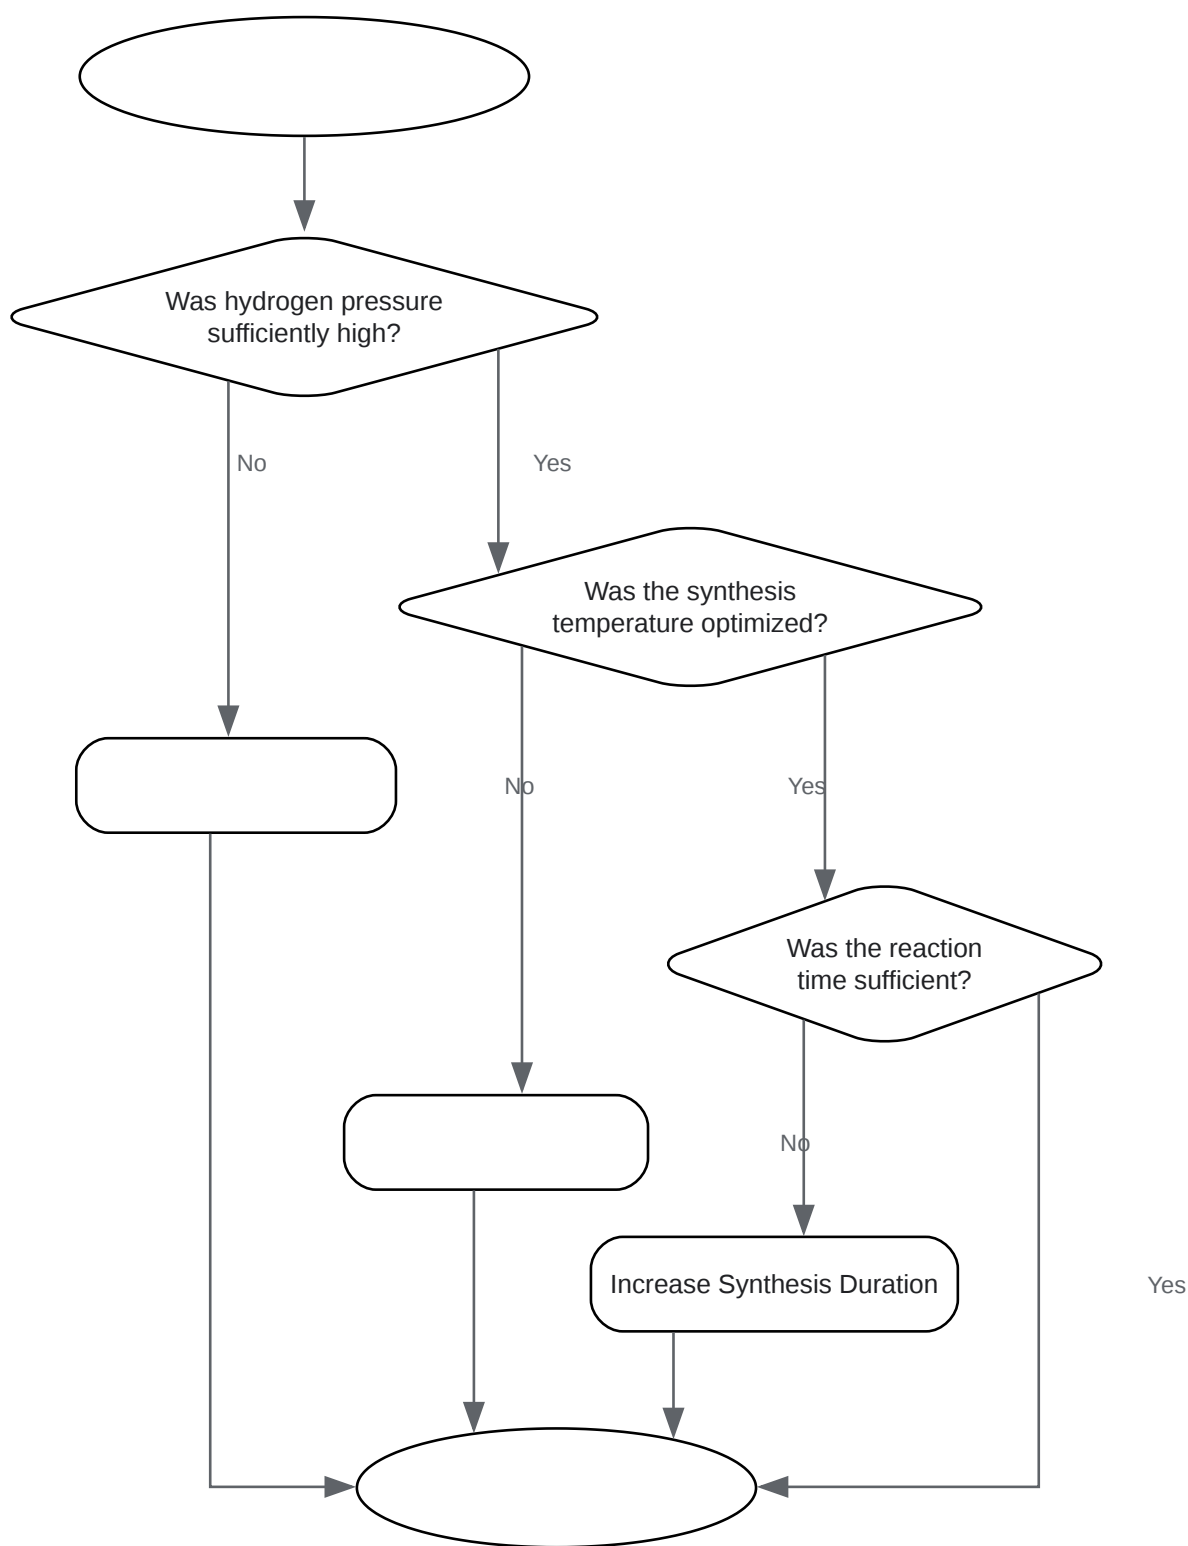 Was hydrogen pressure
sufficiently high?
No
Yes
Was the synthesis
temperature optimized?
No
Yes
Was the reaction
time sufficient?
No
Increase Synthesis Duration
Yes